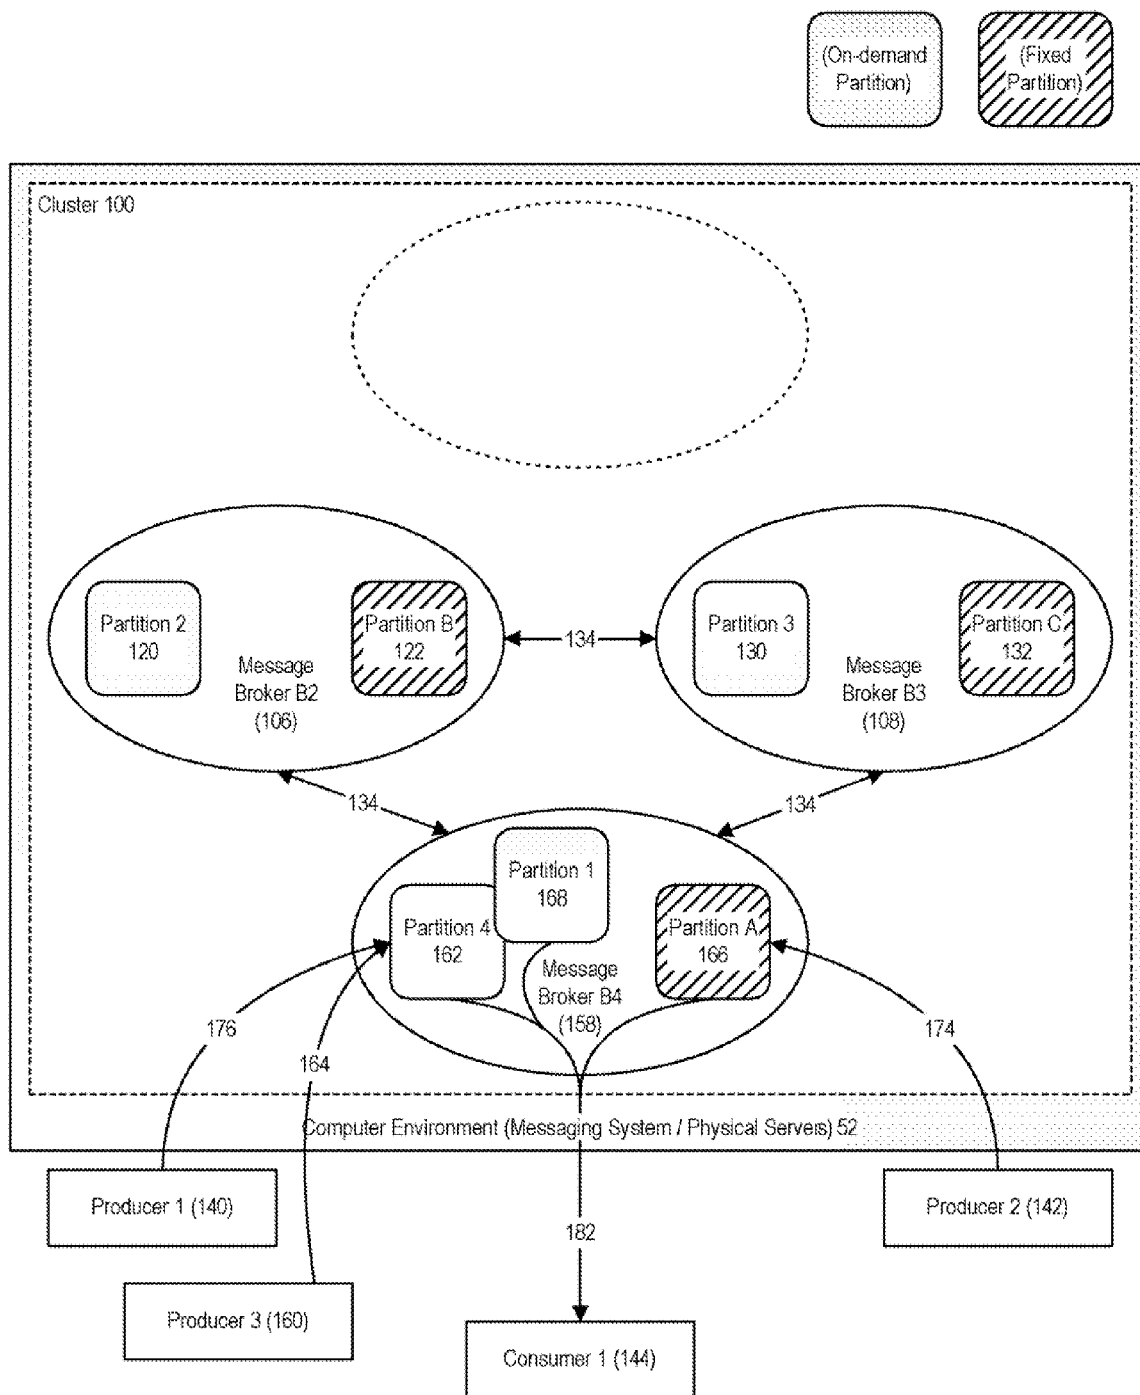 (On-demand
Partition)
(Fixed
Partition)
Cluster 100
Partition 2
120
Partition B
122
Message
Broker B2
(106)
134
Partition 3
130
Partition C
132
Message
Broker B3
(108)
134
134
Partition 1
168
Partition 4
162
Partition A
166
Message
Broker B4
(158)
176
164
174
Computer Environment (Messaging System / Physical Servers) 52
Producer 1 (140)
Producer 2 (142)
182
Producer 3 (160)
Consumer 1 (144)